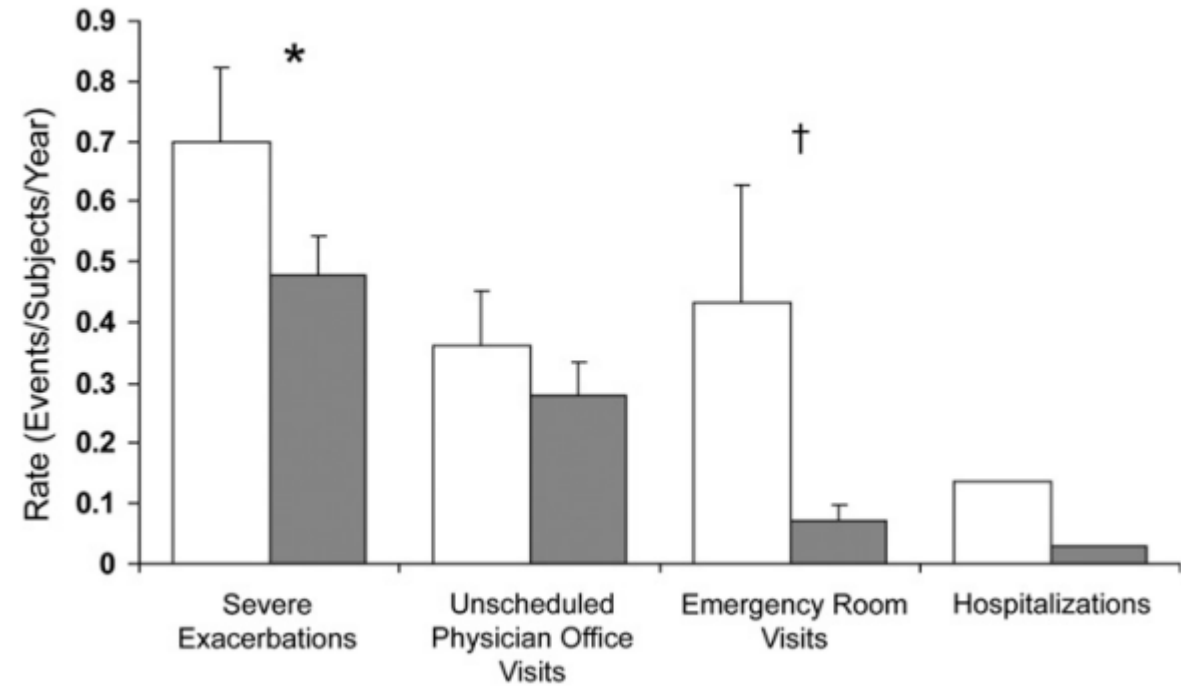 Rate (Events/Subjects/Year)
0.9
0.8
0.7
0.6
0.5
0.4
0.3
0.2
0.1
0
*
†
Severe
Exacerbations
Unscheduled
Physician Office
Visits
Emergency Room
Visits
Hospitalizations